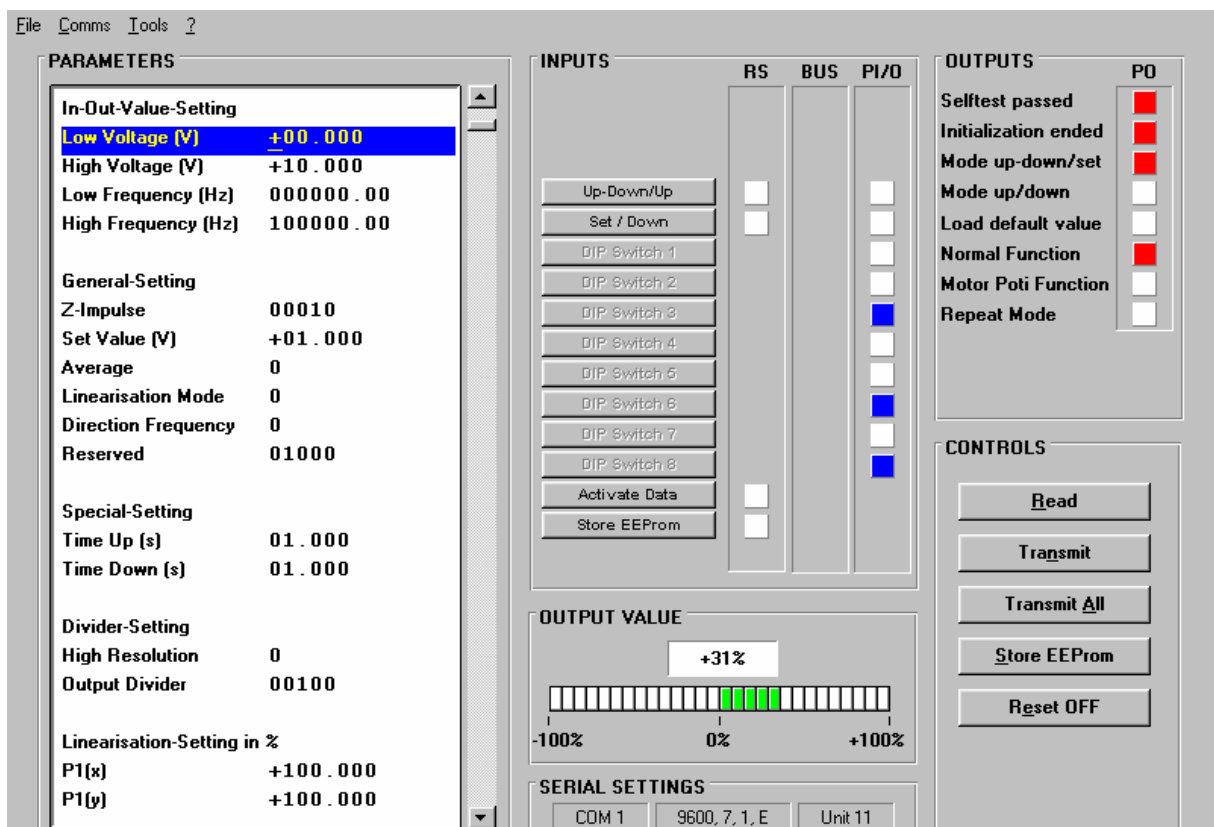 File Comms Tools ?
PARAMETERS
In-Out-Value-Setting
Low Voltage (V) +00.000
High Voltage (V) +10.000
Low Frequency (Hz) 000000.00
High Frequency (Hz) 100000.00
General-Setting
Z-Impulse 00010
Set Value (V) +01.000
Average 0
Linearisation Mode 0
Direction Frequency 0
Reserved 01000
Special-Setting
Time Up (s) 01.000
Time Down (s) 01.000
Divider-Setting
High Resolution 0
Output Divider 00100
Linearisation-Setting in %
P1(x) +100.000
P1(y) +100.000
INPUTS
RS BUS PI/O
Up-Down/Up
Set / Down
DIP Switch 1
DIP Switch 2
DIP Switch 3
DIP Switch 4
DIP Switch 5
DIP Switch 6
DIP Switch 7
DIP Switch 8
Activate Data
Store EEProm
OUTPUT VALUE
+31%
-100% 0% +100%
SERIAL SETTINGS
COM 1 9600, 7, 1, E Unit 11
OUTPUTS
PO
Selftest passed
Initialization ended
Mode up-down/set
Mode up/down
Load default value
Normal Function
Motor Poti Function
Repeat Mode
CONTROLS
Read
Transmit
Transmit All
Store EEProm
Reset OFF